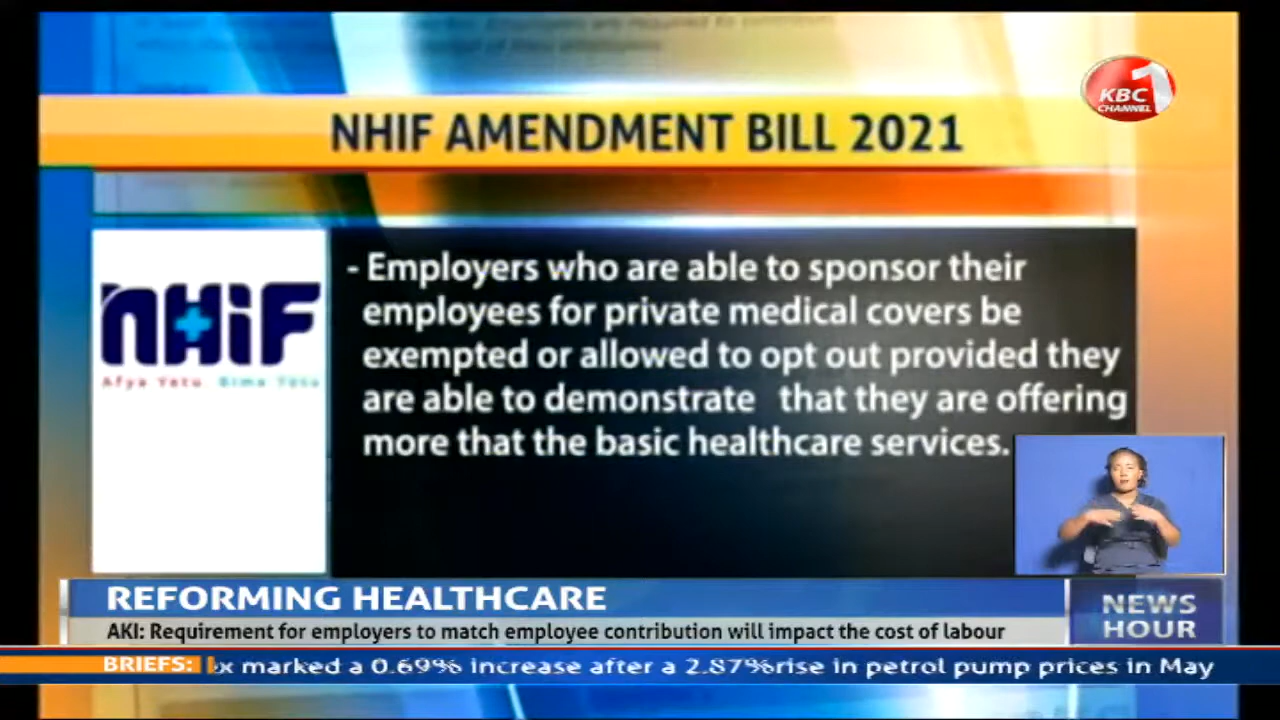 KBC 1
CHANNEL
NHIF AMENDMENT BILL 2021
- Employers who are able to sponsor their
employees for private medical covers be
exempted or allowed to opt out provided they
are able to demonstrate that they are offering
more that the basic healthcare services.
NHiF
Afya Yetu Bima Yetu
REFORMING HEALTHCARE
AKI: Requirement for employers to match employee contribution will impact the cost of labour
NEWS
HOUR
BRIEFS: ex marked a 0.69% increase after a 2.87%rise in petrol pump prices in May